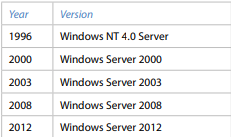 Year Version
1996 Windows NT 4.0 Server
2000 Windows Server 2000
2003 Windows Server 2003
2008 Windows Server 2008
2012 Windows Server 2012